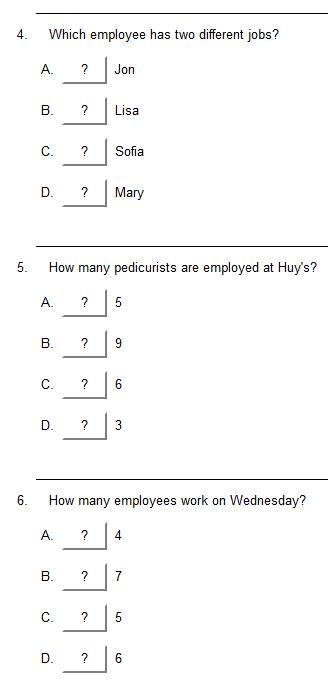 4. Which employee has two different jobs?
A. ? Jon
B. ? Lisa
C. ? Sofia
D. ? Mary
5. How many pedicurists are employed at Huy's?
A. ? 5
B. ? 9
C. ? 6
D. ? 3
6. How many employees work on Wednesday?
A. ? 4
B. ? 7
C. ? 5
D. ? 6